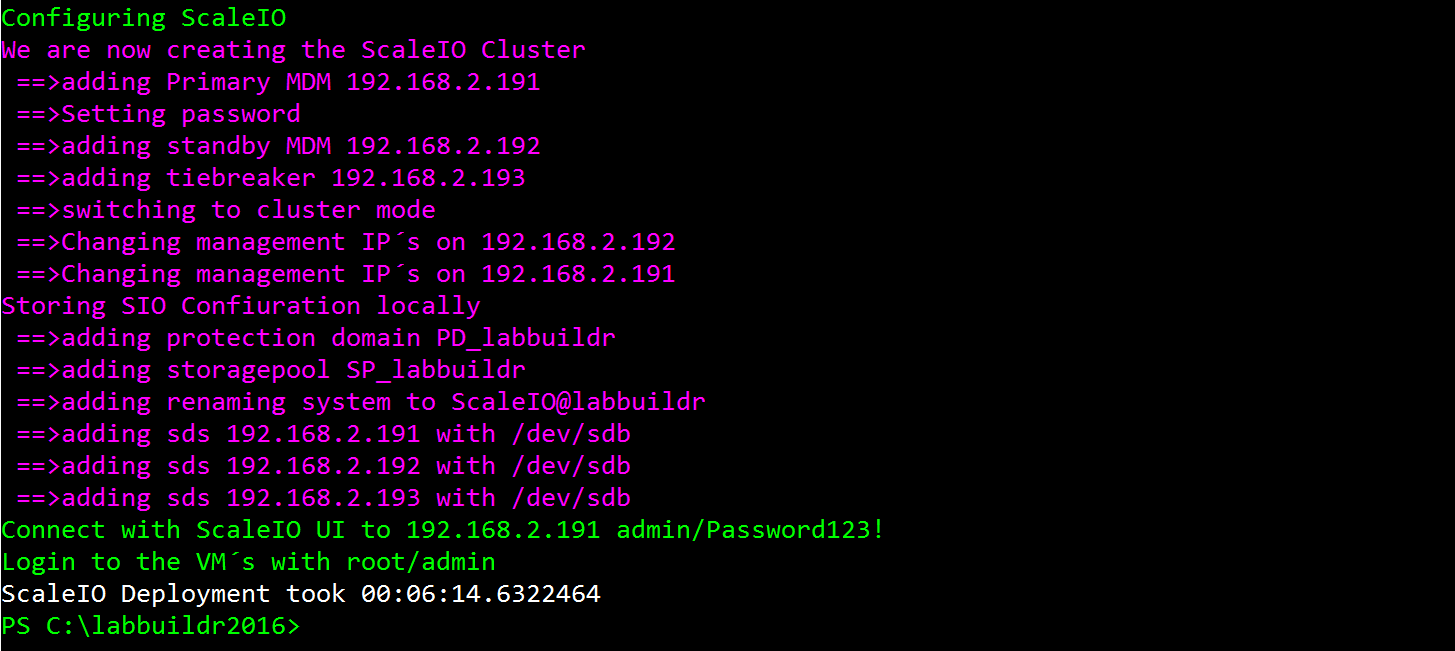 Configuring ScaleIO
We are now creating the ScaleIO Cluster
 ==>adding Primary MDM 192.168.2.191
 ==>Setting password
 ==>adding standby MDM 192.168.2.192
 ==>adding tiebreaker 192.168.2.193
 ==>switching to cluster mode
 ==>Changing management IP´s on 192.168.2.192
 ==>Changing management IP´s on 192.168.2.191
Storing SIO Confiuration locally
 ==>adding protection domain PD_labbuildr
 ==>adding storagepool SP_labbuildr
 ==>adding renaming system to ScaleIO@labbuildr
 ==>adding sds 192.168.2.191 with /dev/sdb
 ==>adding sds 192.168.2.192 with /dev/sdb
 ==>adding sds 192.168.2.193 with /dev/sdb
Connect with ScaleIO UI to 192.168.2.191 admin/Password123!
Login to the VM´s with root/admin
ScaleIO Deployment took 00:06:14.6322464
PS C:\labbuildr2016>